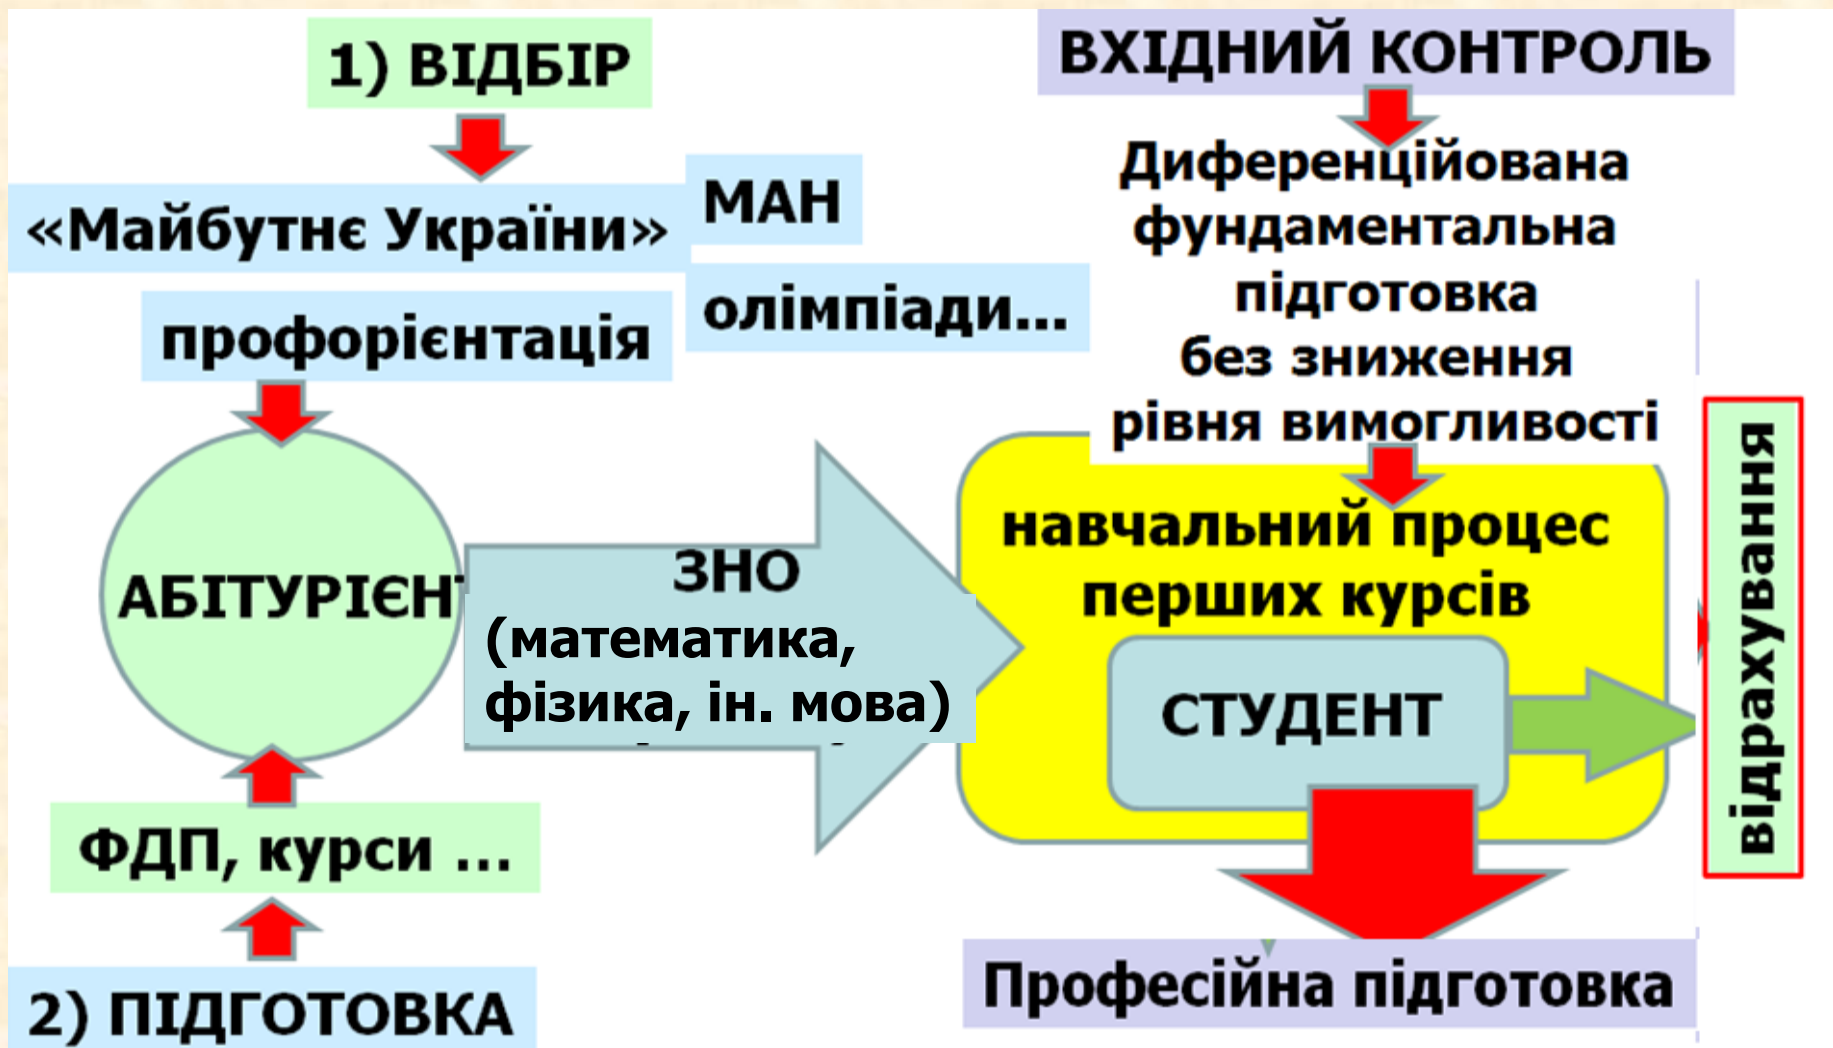 1) ВІДБІР
«Майбутнє України»
МАН
олімпіади...
профорієнтація
АБІТУРІЄН
ФДП, курси ...
2) ПІДГОТОВКА
ЗНО
(математика,
фізика, ін. мова)
ВХІДНИЙ КОНТРОЛЬ
Диференційована
фундаментальна
підготовка
без зниження
рівня вимогливості
навчальний процес
перших курсів
СТУДЕНТ
відрахування
Професійна підготовка